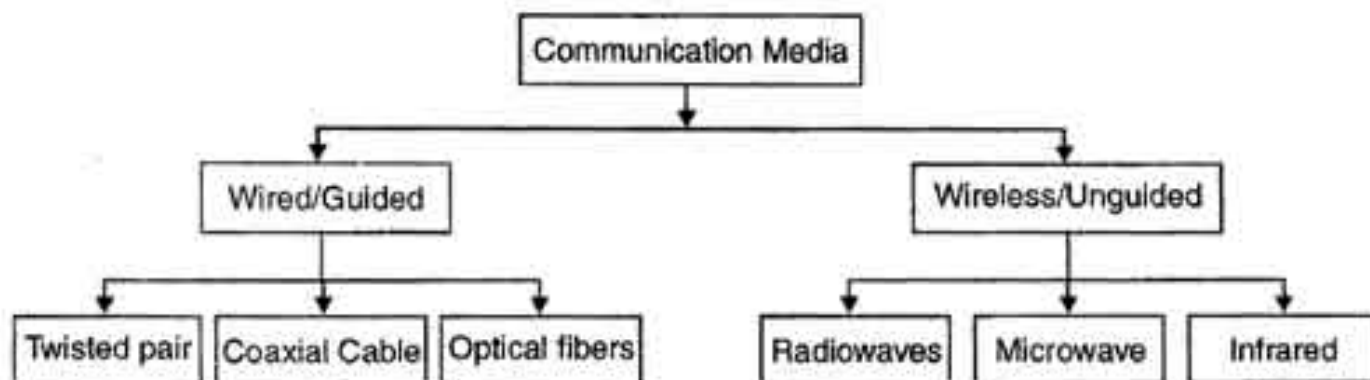 Communication Media
Wired/Guided
Wireless/Unguided
Twisted pair
Coaxial Cable
Optical fibers
Radiowaves
Microwave
Infrared